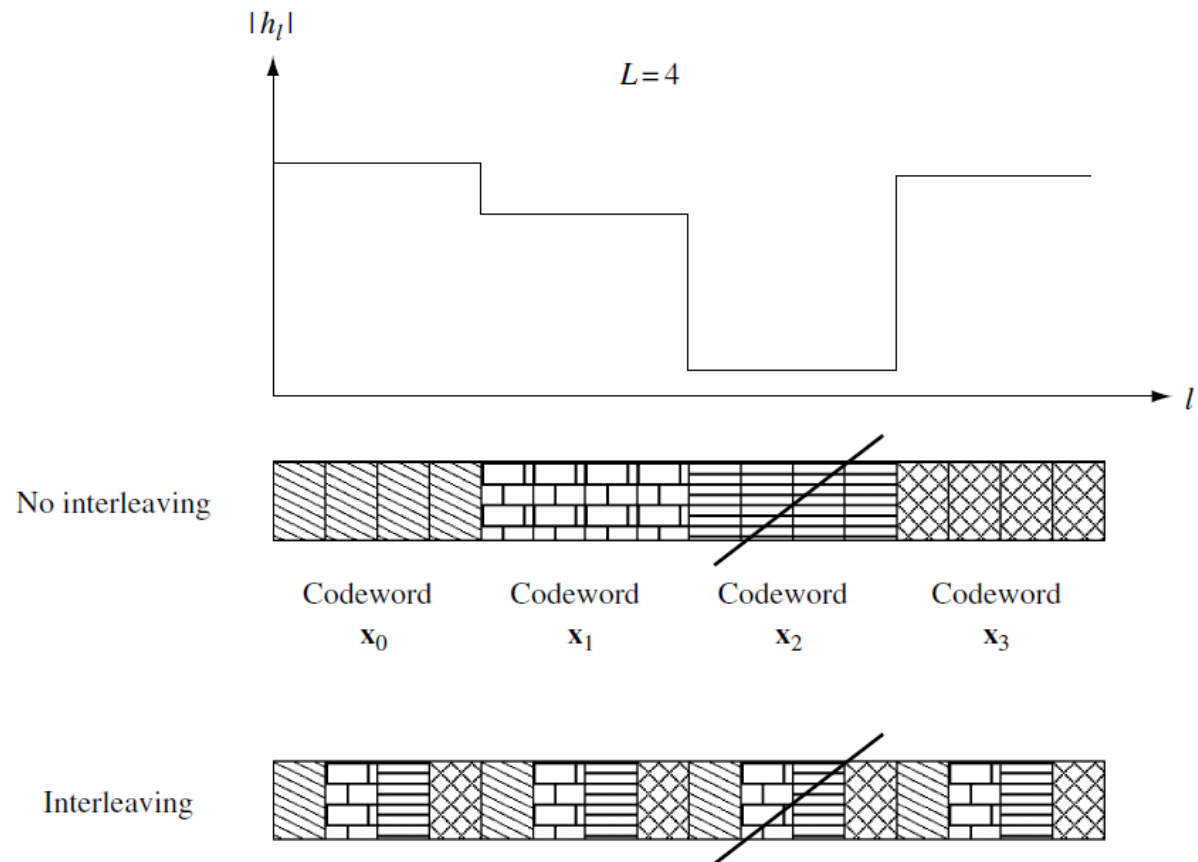 |h_l|
L=4
l
No interleaving
Codeword Codeword Codeword Codeword
x_0 x_1 x_2 x_3
Interleaving